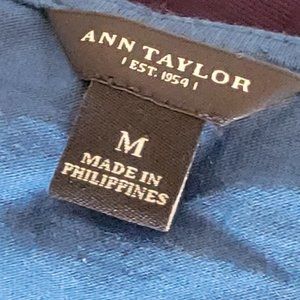 ANN TAYLOR
| EST. 1954 |
M
MADE IN
PHILIPPINES